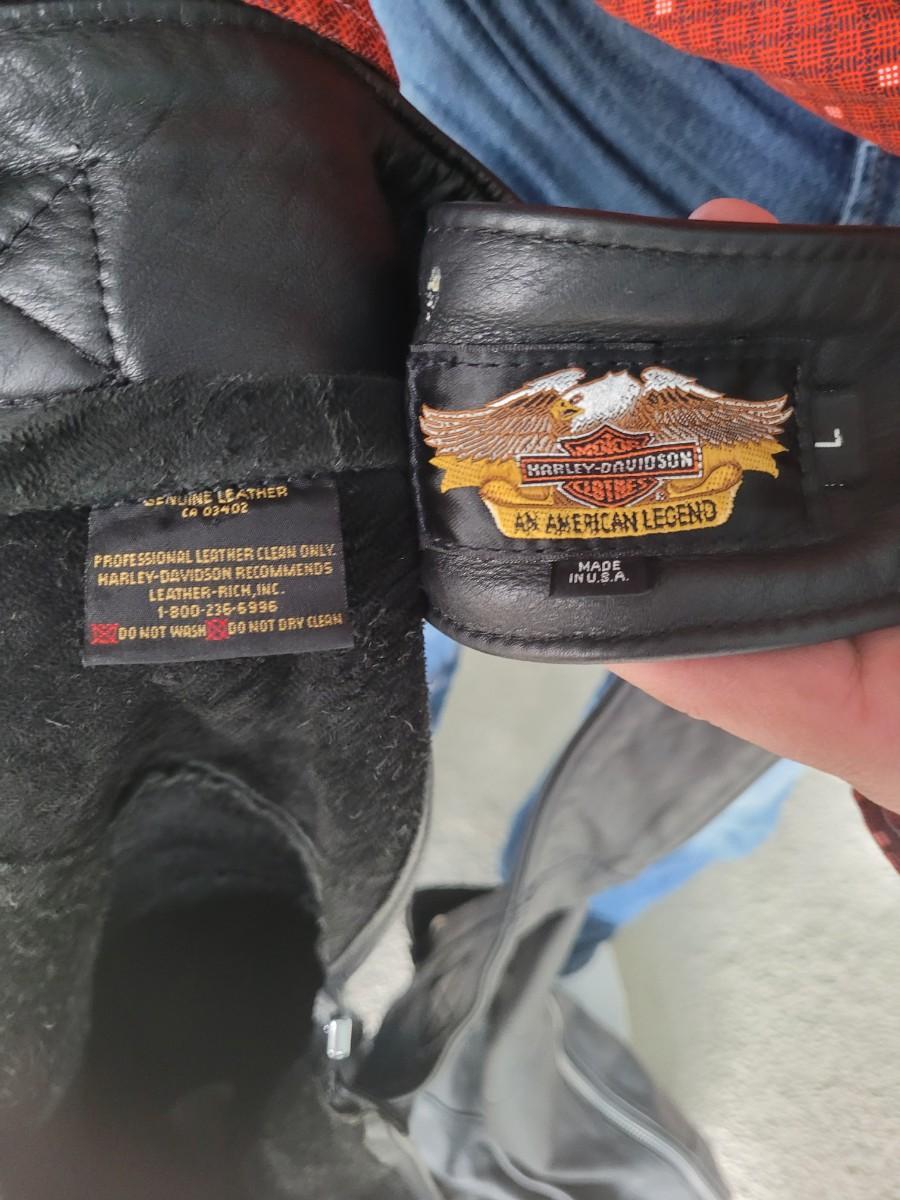 GENUINE LEATHER
CA 03402
PROFESSIONAL LEATHER CLEAN ONLY.
HARLEY-DAVIDSON RECOMMENDS
LEATHER-RICH, INC.
1-800-236-6996
DO NOT WASH DO NOT DRY CLEAN
MOTOR
HARLEY-DAVIDSON
CLOTHES
®
AN AMERICAN LEGEND
MADE
IN U.S.A.
L